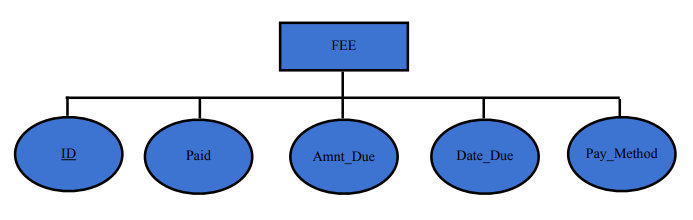 FEE
ID
Paid
Amnt_Due
Date_Due
Pay_Method